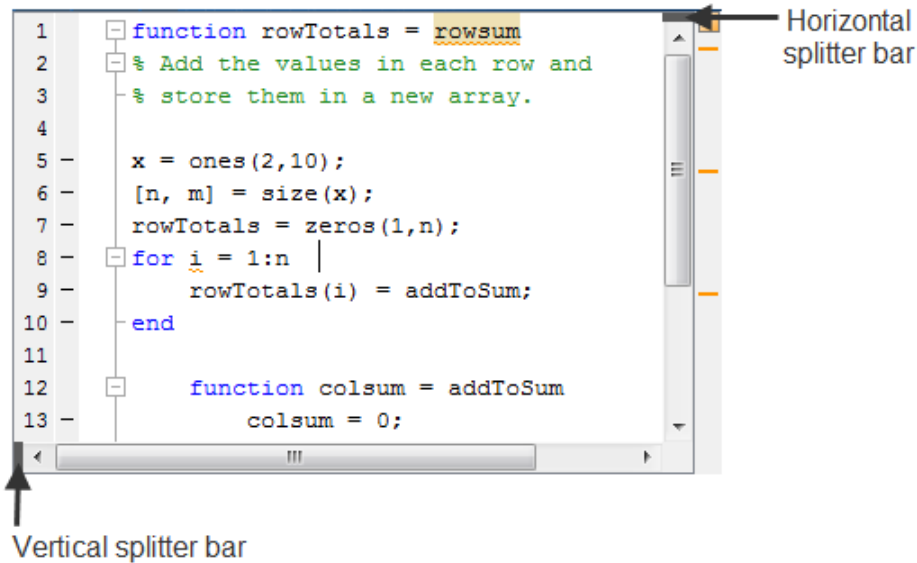 Horizontal
splitter bar
1 function rowTotals = rowsum
2 % Add the values in each row and
3 % store them in a new array.
4
5 – x = ones(2,10);
6 – [n, m] = size(x);
7 – rowTotals = zeros(1,n);
8 – for i = 1:n
9 – rowTotals(i) = addToSum;
10 – end
11
12 function colsum = addToSum
13 – colsum = 0;
Vertical splitter bar